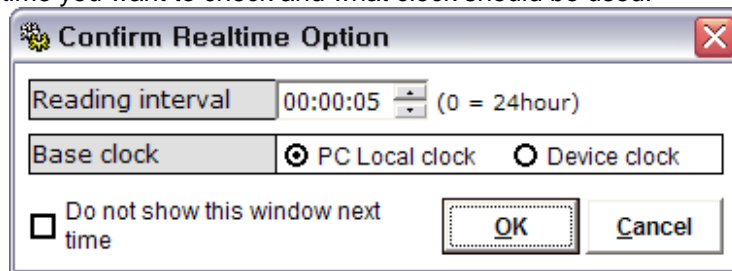 time you want to check and what clock should be used.
Confirm Realtime Option
Reading interval 00:00:05 (0 = 24hour)
Base clock PC Local clock Device clock
Do not show this window next
time
OK Cancel